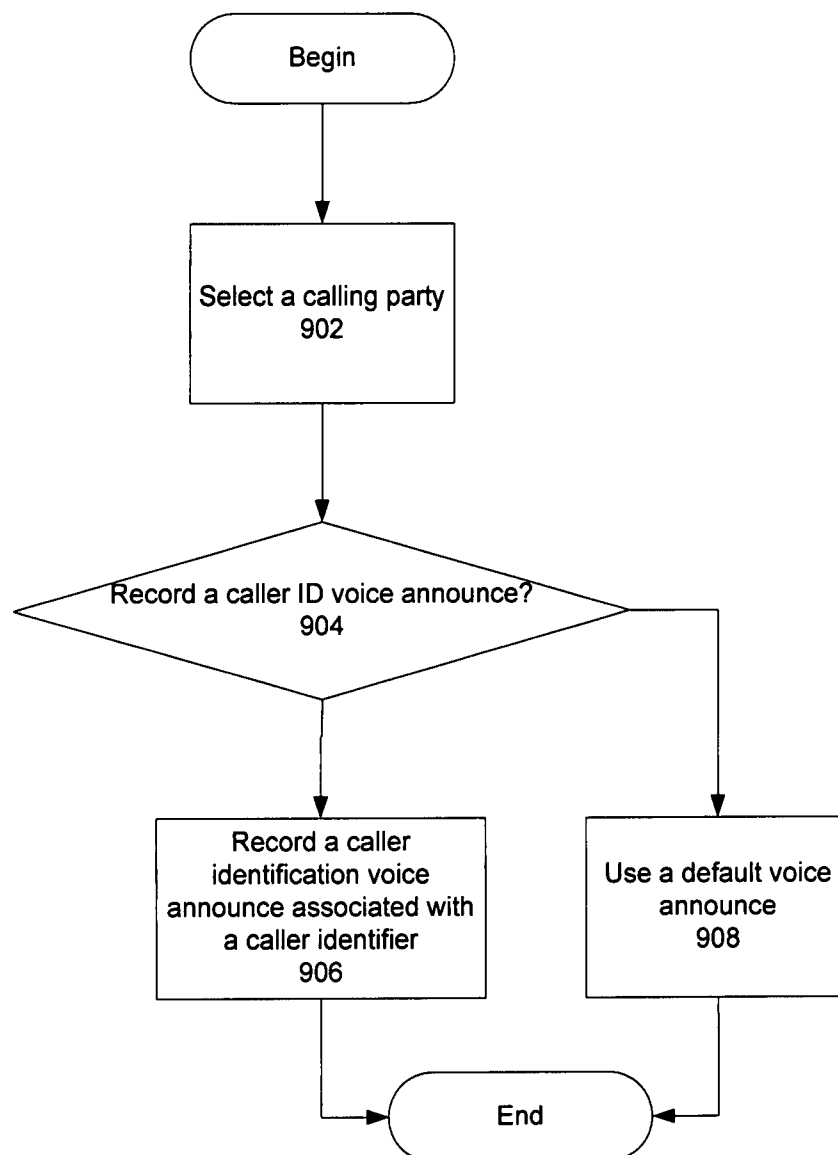 Begin
Select a calling party
902
Record a caller ID voice announce?
904
Record a caller
identification voice
announce associated with
a caller identifier
906
Use a default voice
announce
908
End